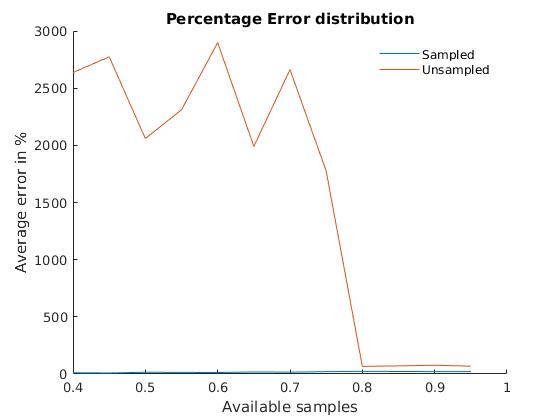 Percentage Error distribution
Sampled
Unsampled
Average error in %
3000
2500
2000
1500
1000
500
0
0.4 0.5 0.6 0.7 0.8 0.9 1
Available samples